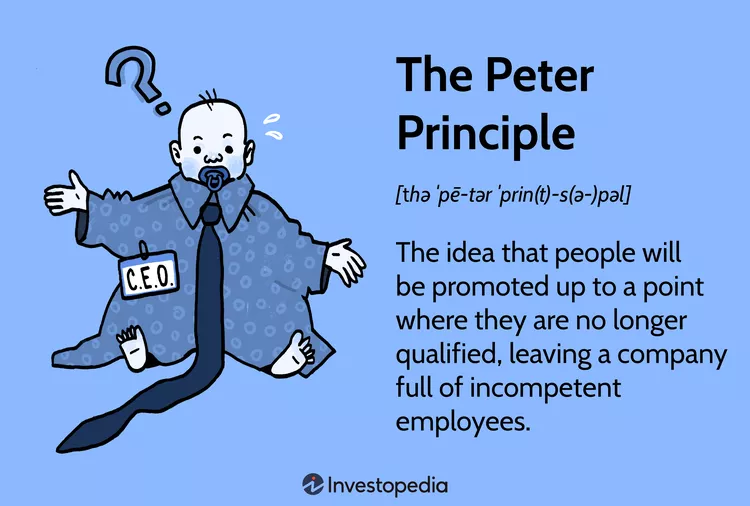 The Peter
Principle
[thə ˈpē-tər ˈprin(t)-s(ə-)pəl]
C.E.O.
The idea that people will
be promoted up to a point
where they are no longer
qualified, leaving a company
full of incompetent
employees.
Investopedia